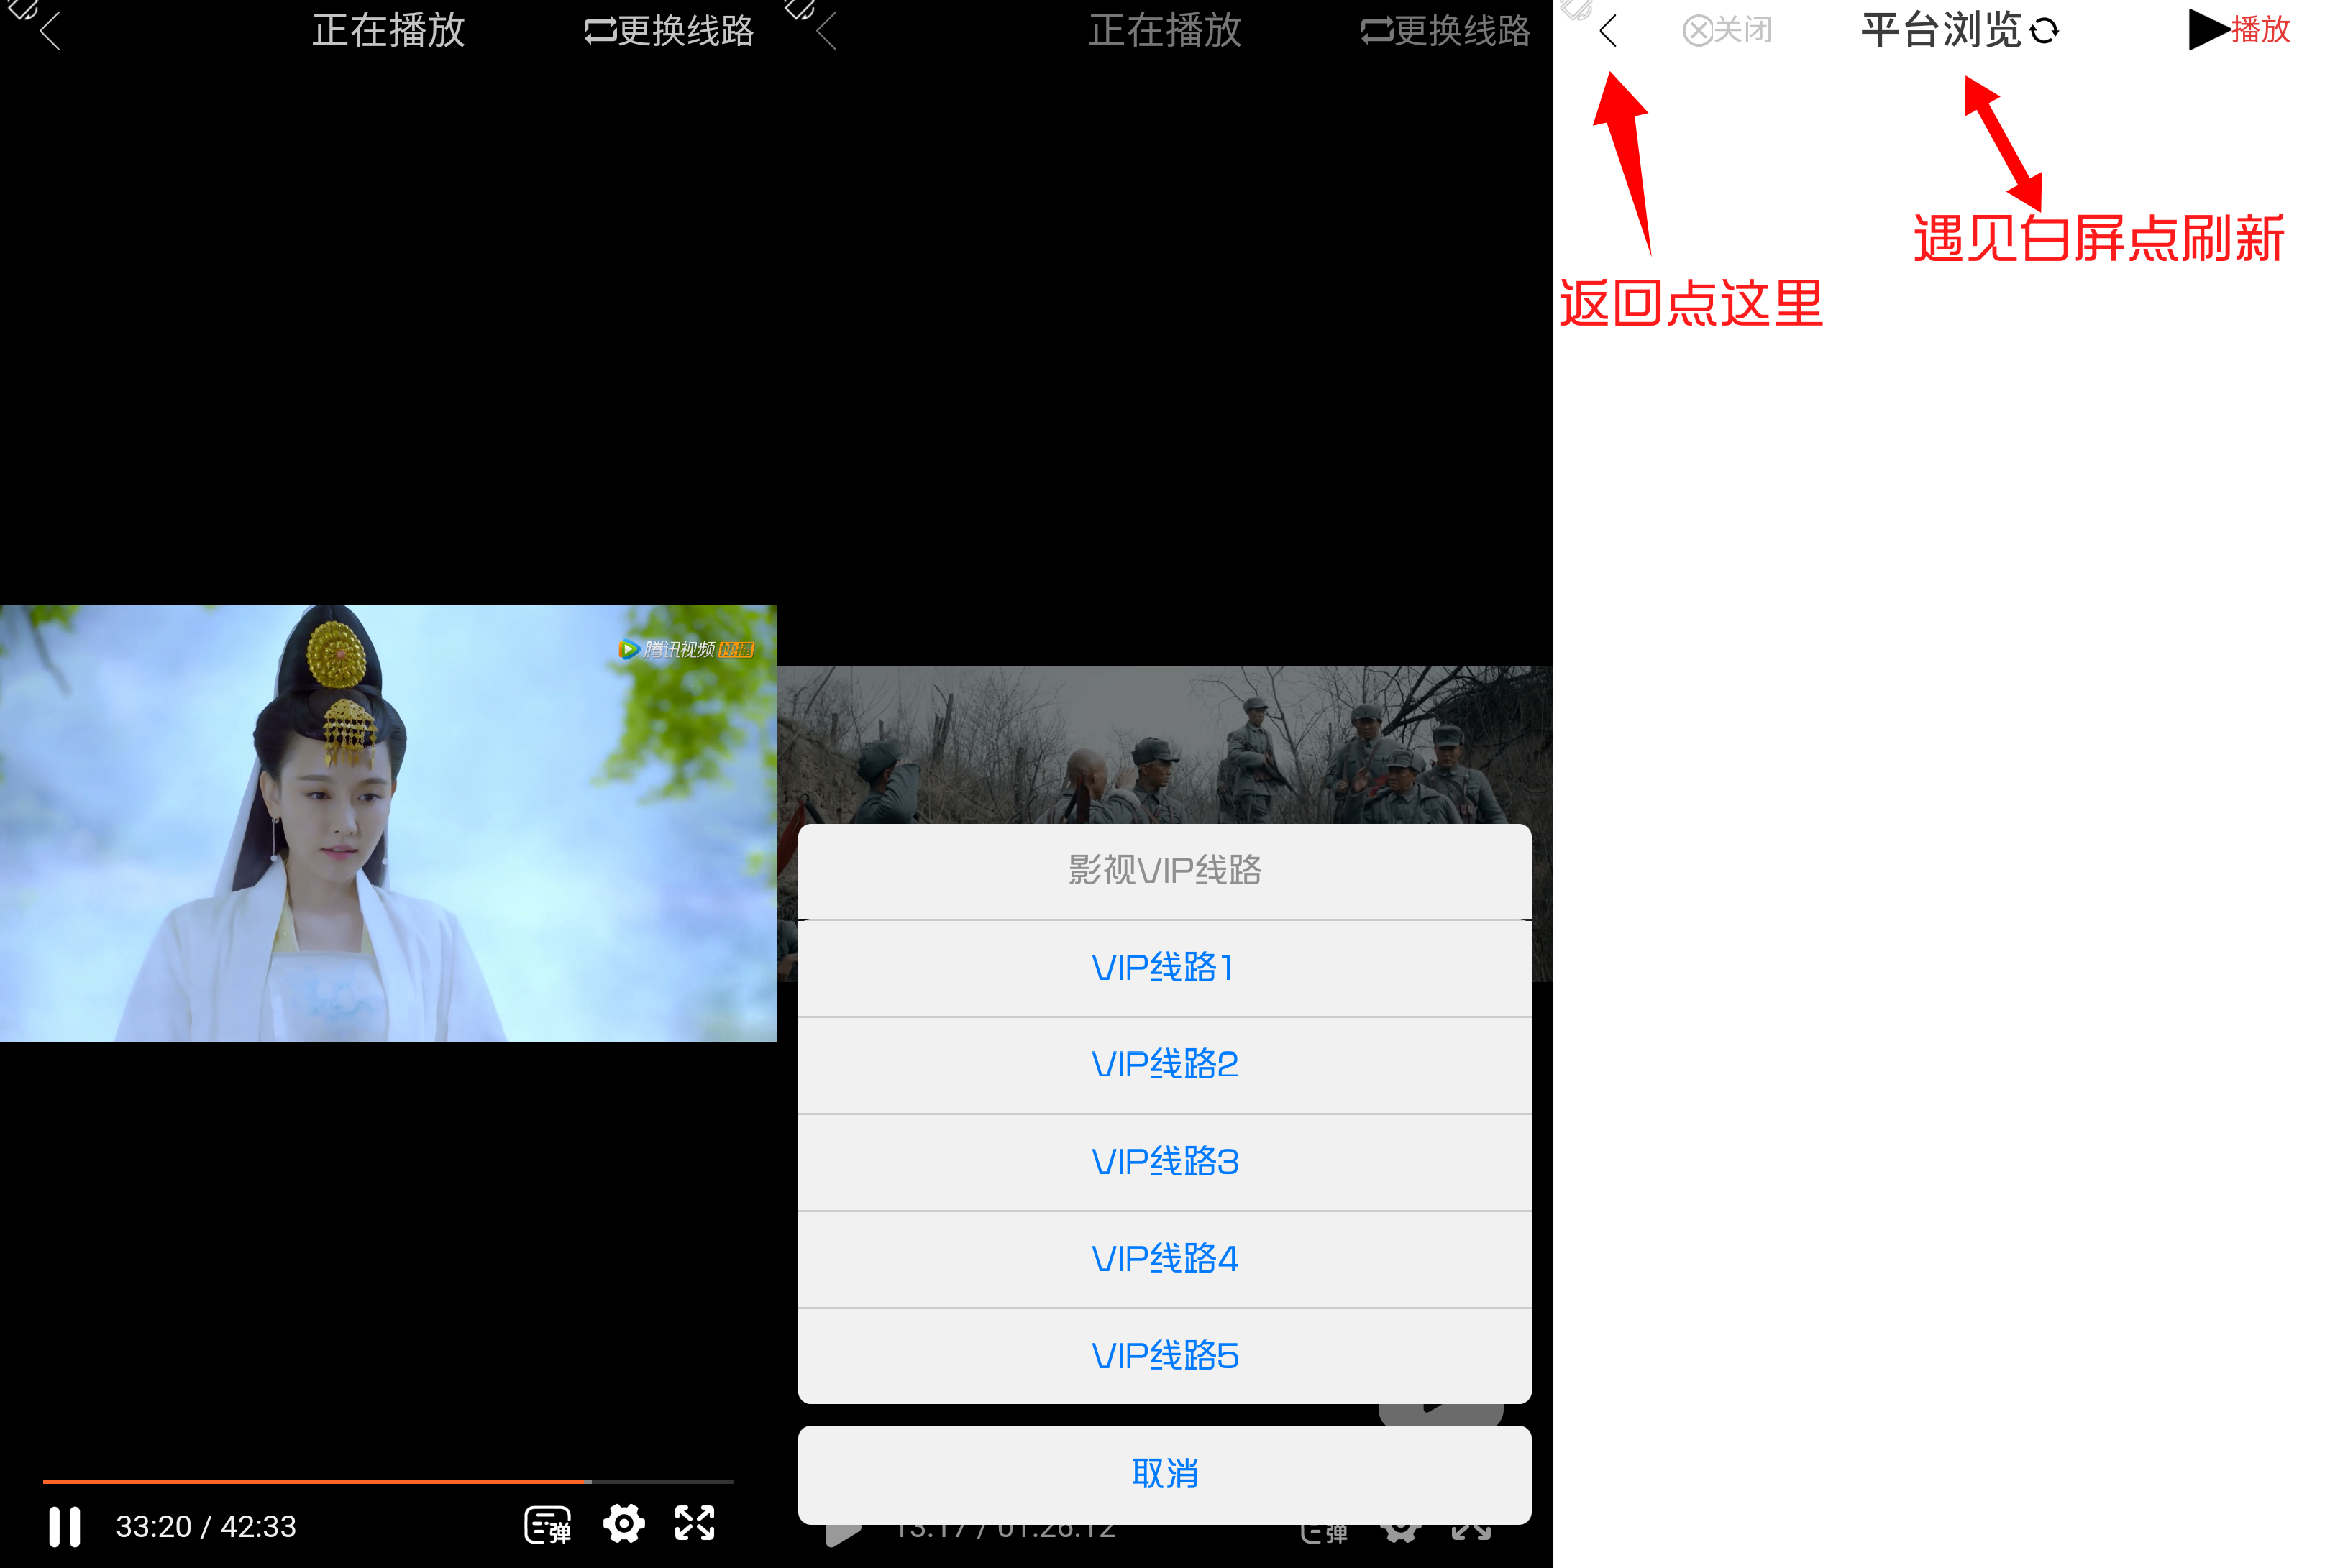 正在播放
更换线路
腾讯视频 独播
33:20 / 42:33
弹
正在播放
更换线路
影视VIP线路
VIP线路1
VIP线路2
VIP线路3
VIP线路4
VIP线路5
取消
13:17 / 01:26:12
弹
关闭
平台浏览
播放
遇见白屏点刷新
返回点这里